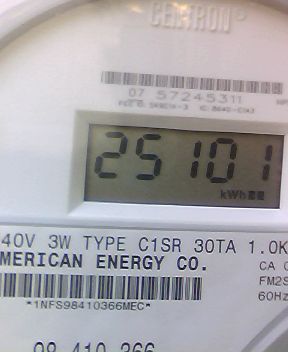 CENTRON®
07 57245311
25101
kWh
40V 3W TYPE C1SR 30TA 1.0K
MERICAN ENERGY CO.
CA
FM2S
60Hz
*1NFS98410366MEC*
98 410 366